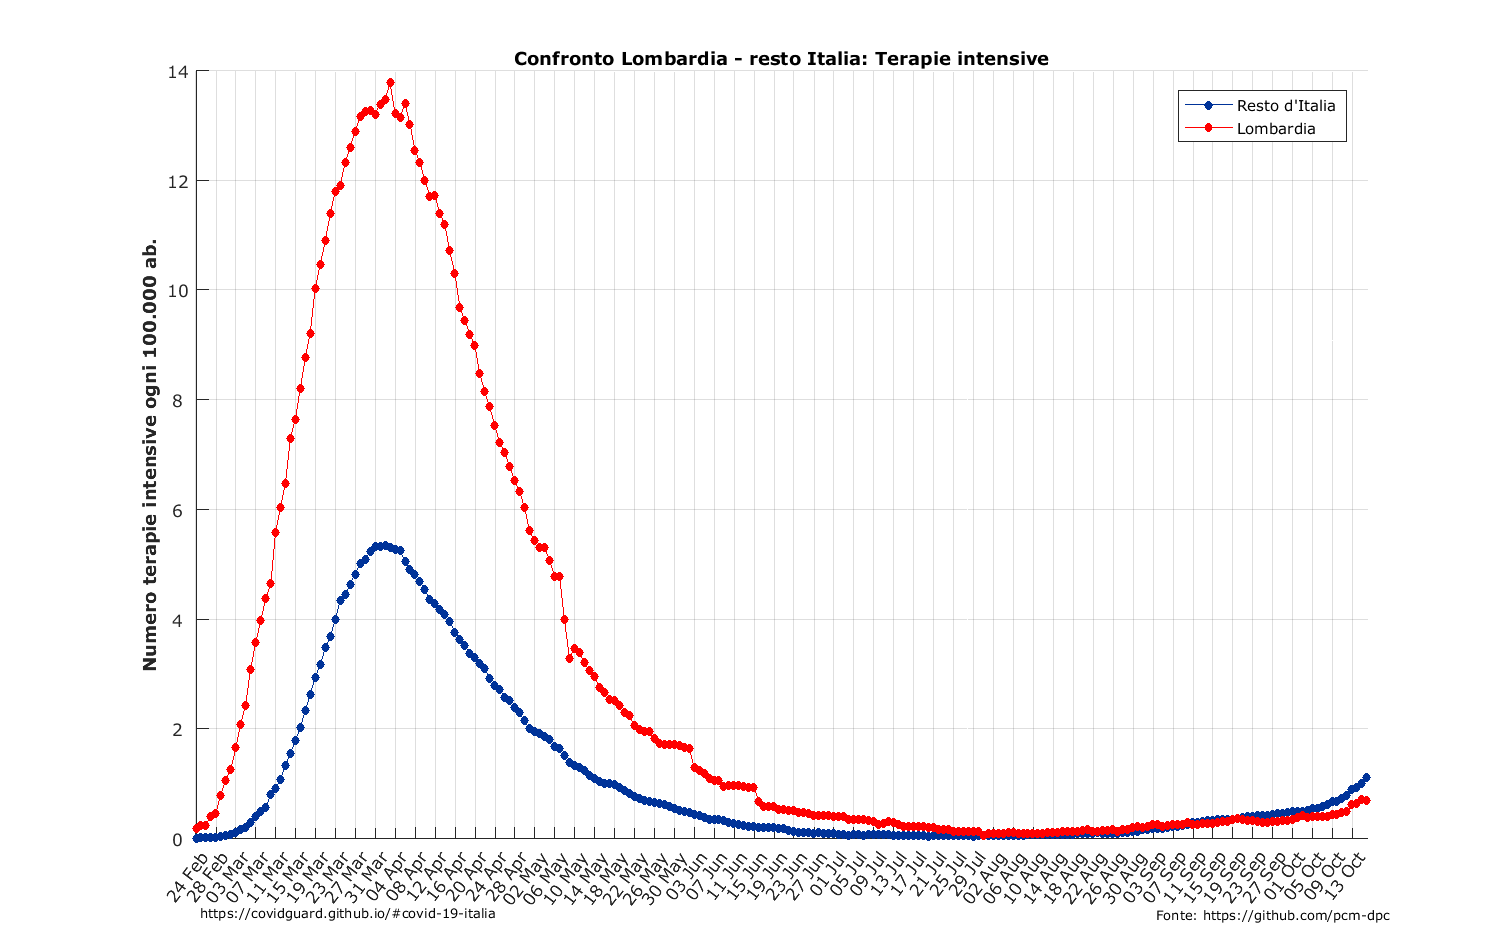 Confronto Lombardia - resto Italia: Terapie intensive
Resto d'Italia
Lombardia
Numero terapie intensive ogni 100.000 ab.
14
12
10
8
6
4
2
0
24 Feb
28 Feb
03 Mar
07 Mar
11 Mar
15 Mar
19 Mar
23 Mar
27 Mar
31 Mar
04 Apr
08 Apr
12 Apr
16 Apr
20 Apr
24 Apr
28 Apr
02 May
06 May
10 May
14 May
18 May
22 May
26 May
30 May
03 Jun
07 Jun
11 Jun
15 Jun
19 Jun
23 Jun
27 Jun
01 Jul
05 Jul
09 Jul
13 Jul
17 Jul
21 Jul
25 Jul
29 Jul
02 Aug
06 Aug
10 Aug
14 Aug
18 Aug
22 Aug
26 Aug
30 Aug
03 Sep
07 Sep
11 Sep
15 Sep
19 Sep
23 Sep
27 Sep
01 Oct
05 Oct
09 Oct
13 Oct
https://covidguard.github.io/#covid-19-italia
Fonte: https://github.com/pcm-dpc